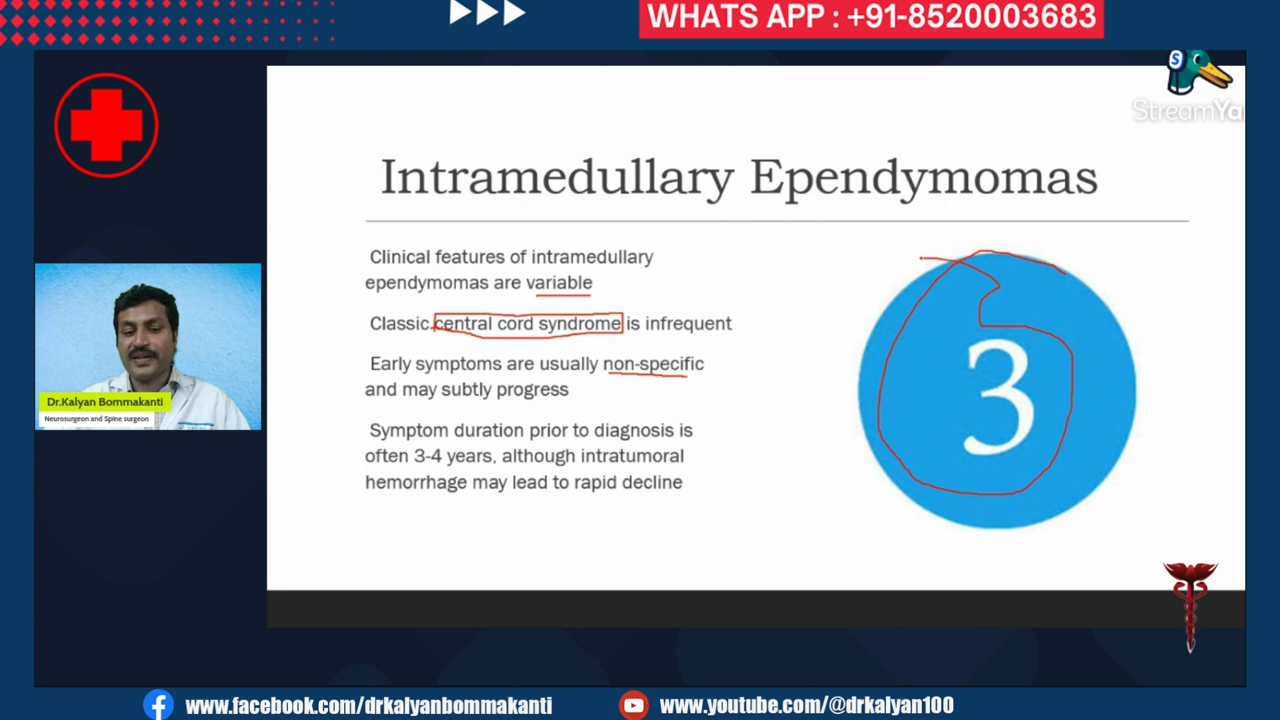 WHATS APP : +91-8520003683
S
StreamYa
Intramedullary Ependymomas
Clinical features of intramedullary
ependymomas are variable
Classic central cord syndrome is infrequent
Early symptoms are usually non-specific
and may subtly progress
Symptom duration prior to diagnosis is
often 3-4 years, although intratumoral
hemorrhage may lead to rapid decline
3
Dr.Kalyan Bommakanti
Neurosurgeon and Spine surgeon
www.facebook.com/drkalyanbommakanti
www.youtube.com/@drkalyan100